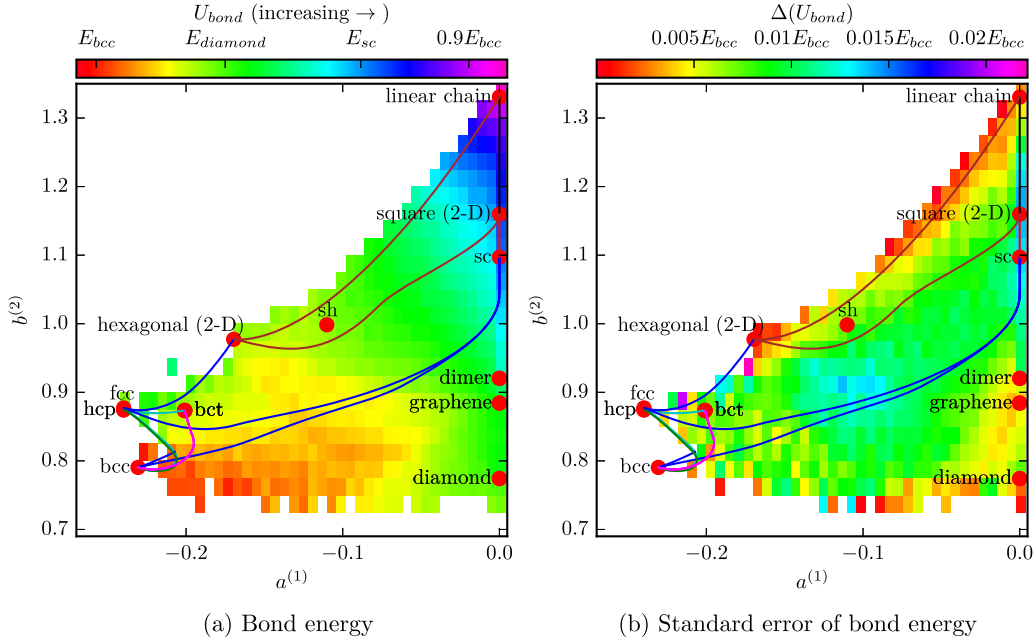 U_bond (increasing → )
E_bcc E_diamond E_sc 0.9E_bcc
linear chain
square (2-D)
sc
sh
hexagonal (2-D)
dimer
fcc
hcp
bct
graphene
bcc
diamond
1.3
1.2
1.1
1.0
0.9
0.8
0.7
b^(2)
−0.2 −0.1 0.0
a^(1)
(a) Bond energy
Δ(U_bond)
0.005E_bcc 0.01E_bcc 0.015E_bcc 0.02E_bcc
linear chain
square (2-D)
sc
sh
hexagonal (2-D)
dimer
fcc
hcp
bct
graphene
bcc
diamond
1.3
1.2
1.1
1.0
0.9
0.8
0.7
b^(2)
−0.2 −0.1 0.0
a^(1)
(b) Standard error of bond energy